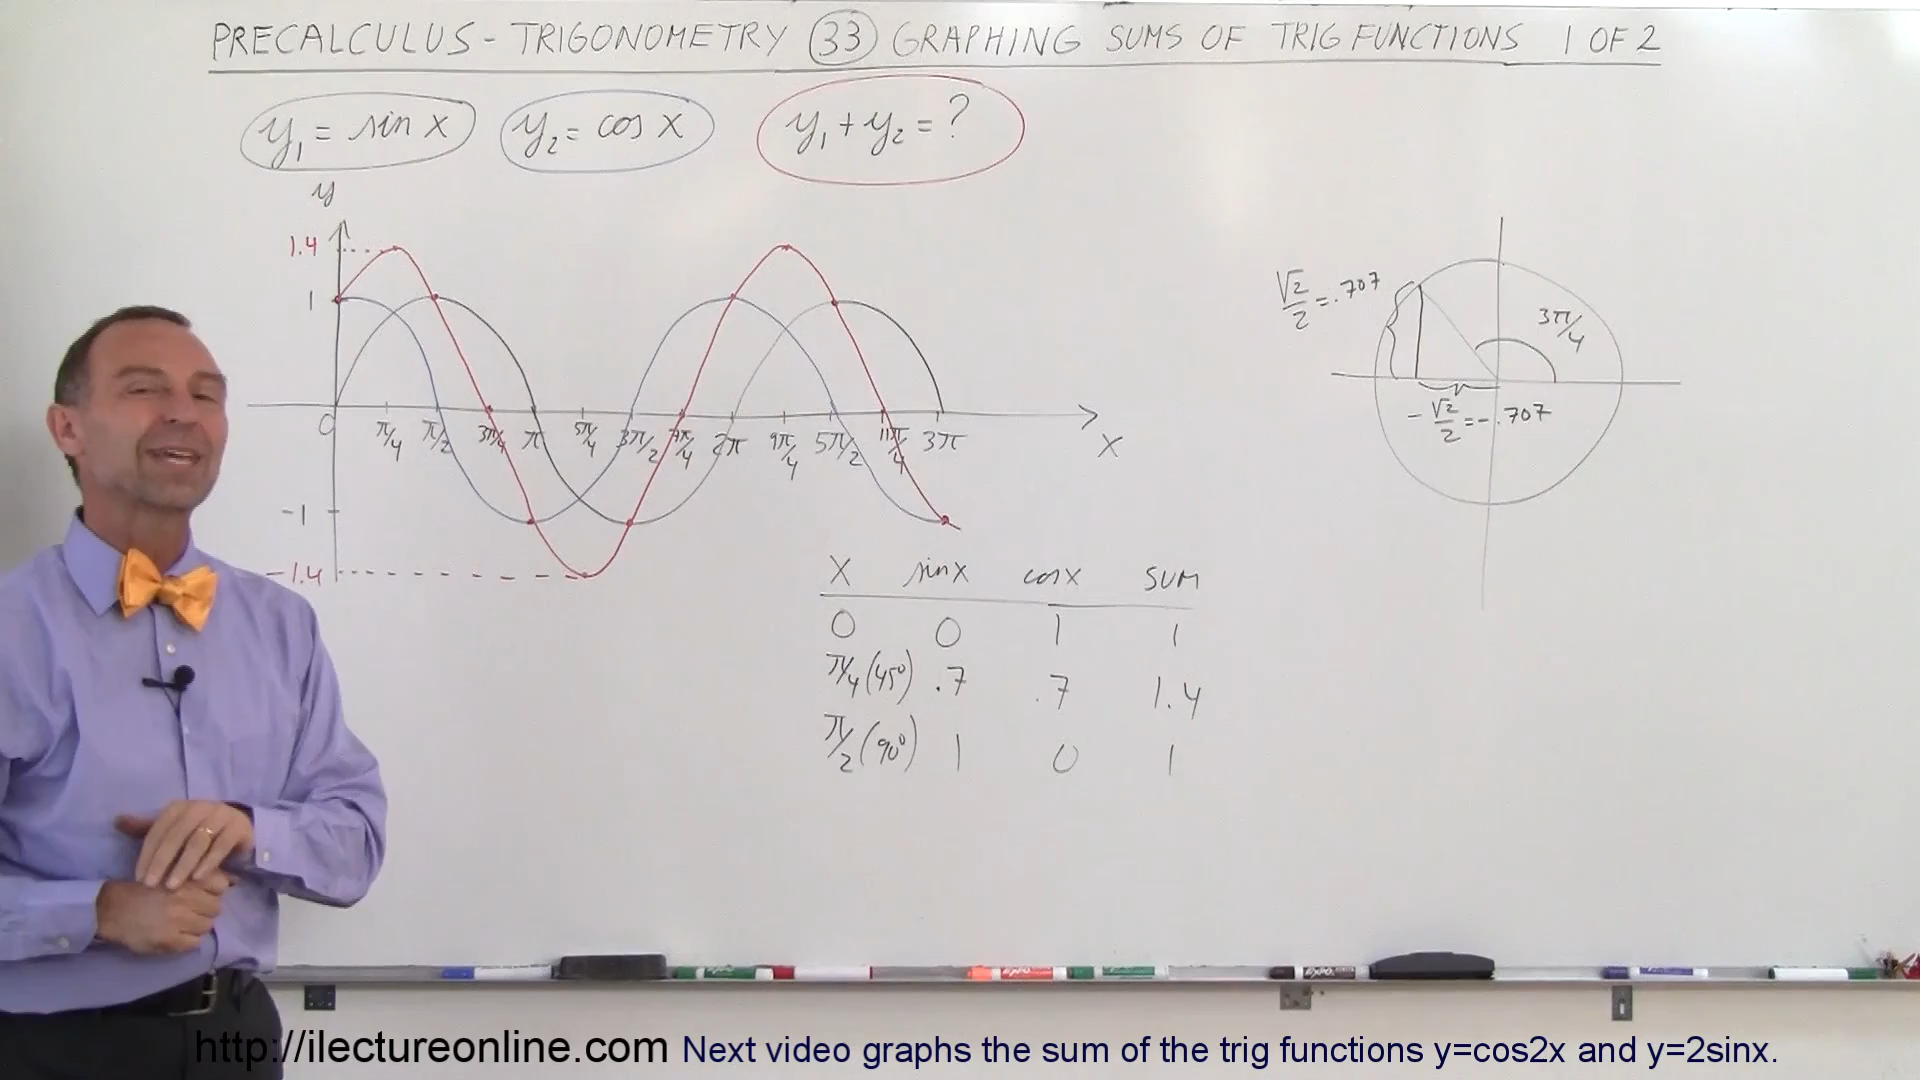 PRECALCULUS - TRIGONOMETRY 33 GRAPHING SUMS OF TRIG FUNCTIONS 1 OF 2
y₁ = sin x y₂ = cos x y₁ + y₂ = ?
y
1.4
1
0 π/4 π/2 3π/4 π 5π/4 3π/2 7π/4 2π 9π/4 5π/2 11π/4 3π
x
-1
-1.4
√2/2 = .707
3π/4
-√2/2 = -.707
X sin x cos x SUM
0 0 1 1
π/4 (45°) .7 .7 1.4
π/2 (90°) 1 0 1
EXPO
EXPO
http://ilectureonline.com Next video graphs the sum of the trig functions y=cos2x and y=2sinx.